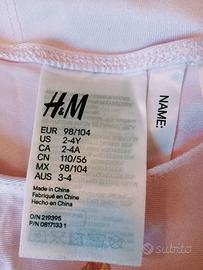 H&M
EUR 98/104
US 2-4Y
CA 2-4A
CN 110/56
MX 98/104
AUS 3-4
Made in China
Fabriqué en Chine
Hecho en China
O/N 219395
P/N 0817133 1
NAME:
subito